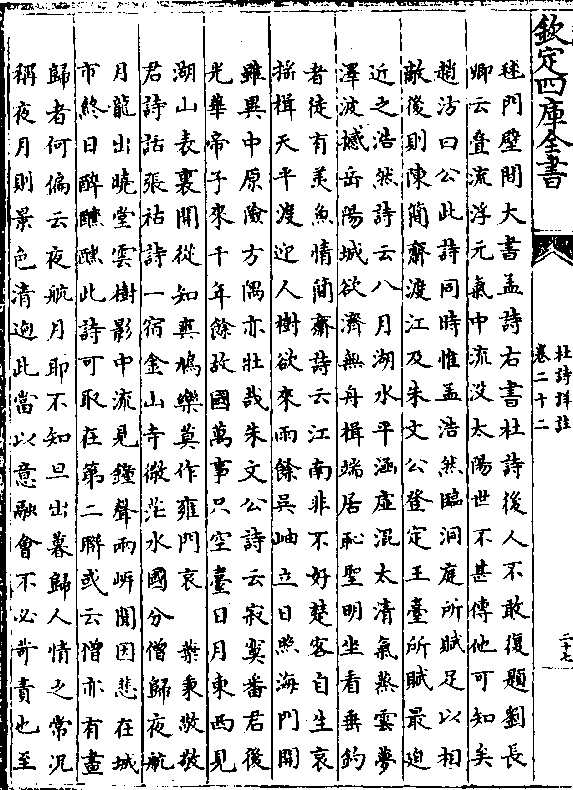 欽定四庫全書
杜詩詳註
卷二十二
二十七
毬門壁間大書孟詩右書杜詩後人不敢復題劉長
卿云疊流浮元氣中流沒太陽世不甚傳他可知矣
趙汸曰公此詩同時惟孟浩然臨洞庭所賦足以相
敵後則陳簡齋渡江及朱文公登定王臺所賦最迫
近之浩然詩云八月湖水平涵虛混太清氣蒸雲夢
澤波撼岳陽城欲濟無舟楫端居恥聖明坐看垂釣
者徒有羨魚情簡齋詩云江南非不好楚客自生哀
搖楫天平渡迎人樹欲來雨餘吳岫立日照海門開
雖異中原險方隅亦壯哉朱文公詩云寂寞番君後
光華帝子來千年餘故國萬事只空臺日月東西見
湖山表裏開從知爽鳩樂莫作雍門哀 葉秉敬敬
君詩話張祜詩一宿金山寺微茫水國分僧歸夜航
月龍出曉堂雲樹影中流見鐘聲兩岍聞因悲在城
市終日醉醺醺此詩可取在第二聯或云僧亦有晝
歸者何偏云夜航月耶不知旦出暮歸人情之常況
稱夜月則景色清迥此當以意融會不必苛責也至